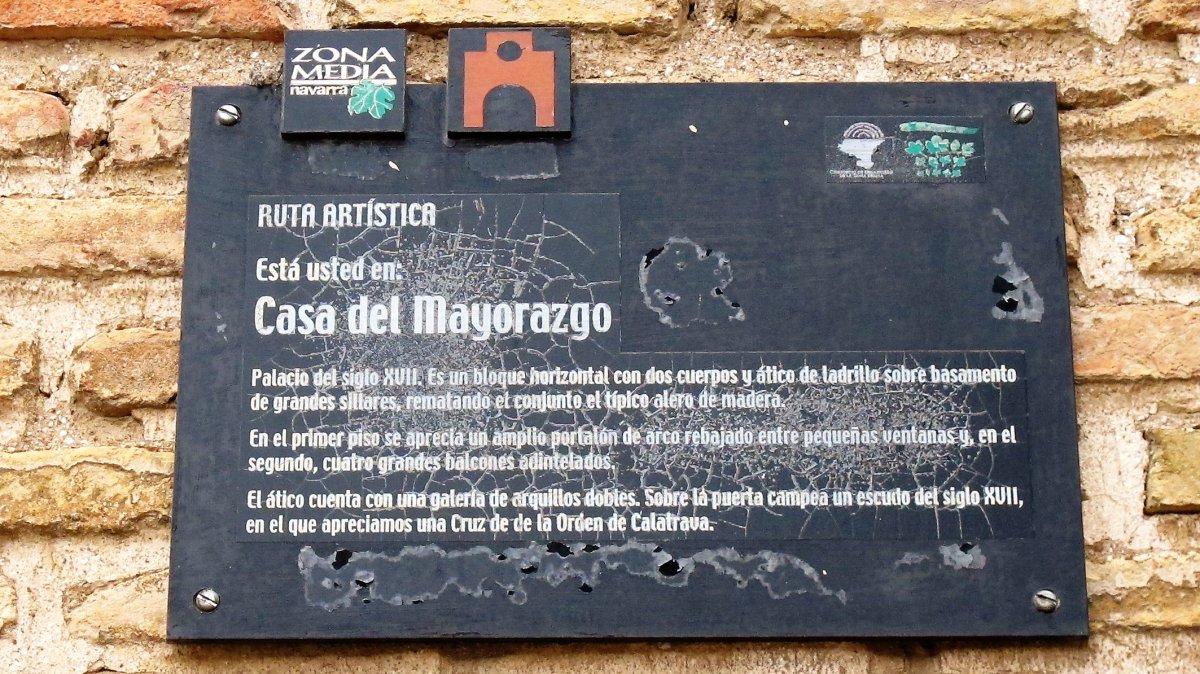 ZONA
MEDIA
navarra
RUTA ARTÍSTICA
Está usted en:
Casa del Mayorazgo
Palacio del siglo XVII. Es un bloque horizontal con dos cuerpos y ático de ladrillo sobre basamento
de grandes sillares, rematando el conjunto el típico alero de madera.
En el primer piso se aprecia un amplio portalón de arco rebajado entre pequeñas ventanas y, en el
segundo, cuatro grandes balcones adintelados.
El ático cuenta con una galería de arquillos dobles. Sobre la puerta campea un escudo del siglo XVII,
en el que apreciamos una Cruz de de la Orden de Calatrava.